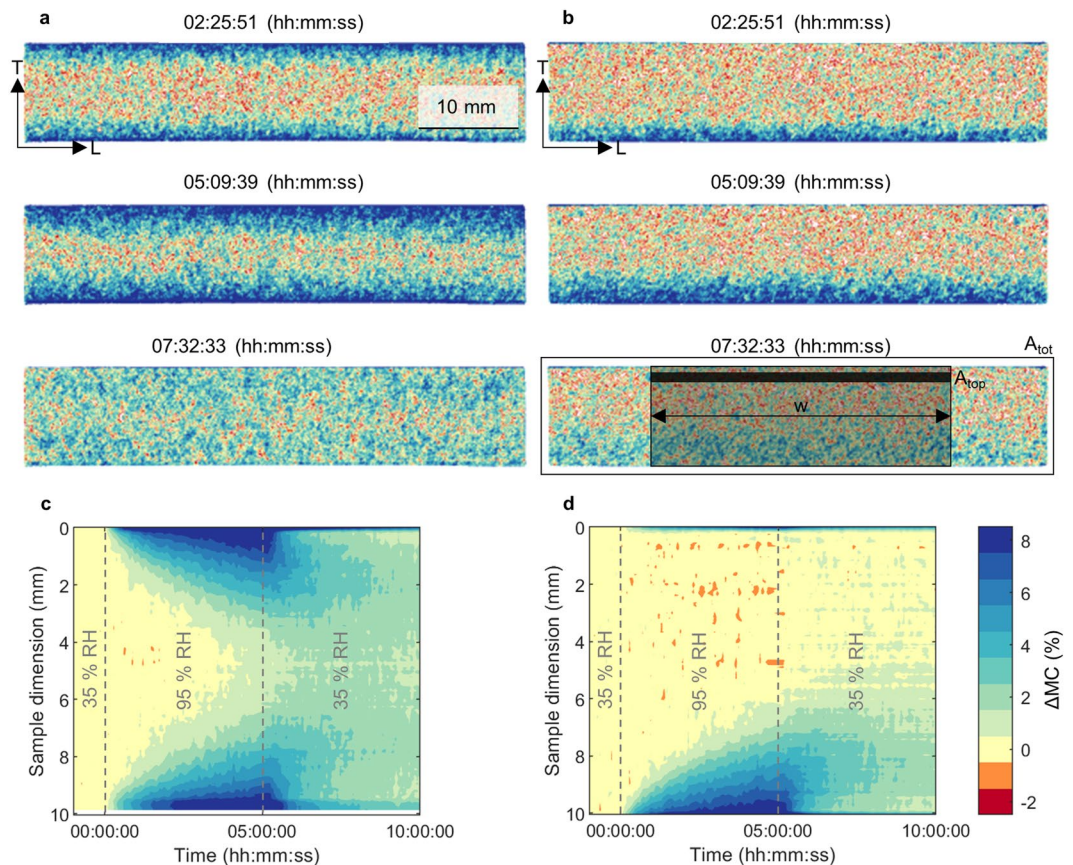 a
02:25:51 (hh:mm:ss)
T
L
10 mm
05:09:39 (hh:mm:ss)
07:32:33 (hh:mm:ss)
b
02:25:51 (hh:mm:ss)
T
L
05:09:39 (hh:mm:ss)
07:32:33 (hh:mm:ss)
Atot
Atop
w
c
Sample dimension (mm)
0
2
4
6
8
10
35 % RH
95 % RH
35 % RH
00:00:00
05:00:00
10:00:00
Time (hh:mm:ss)
d
Sample dimension (mm)
0
2
4
6
8
10
35 % RH
95 % RH
35 % RH
00:00:00
05:00:00
10:00:00
Time (hh:mm:ss)
8
6
4
2
0
-2
ΔMC (%)